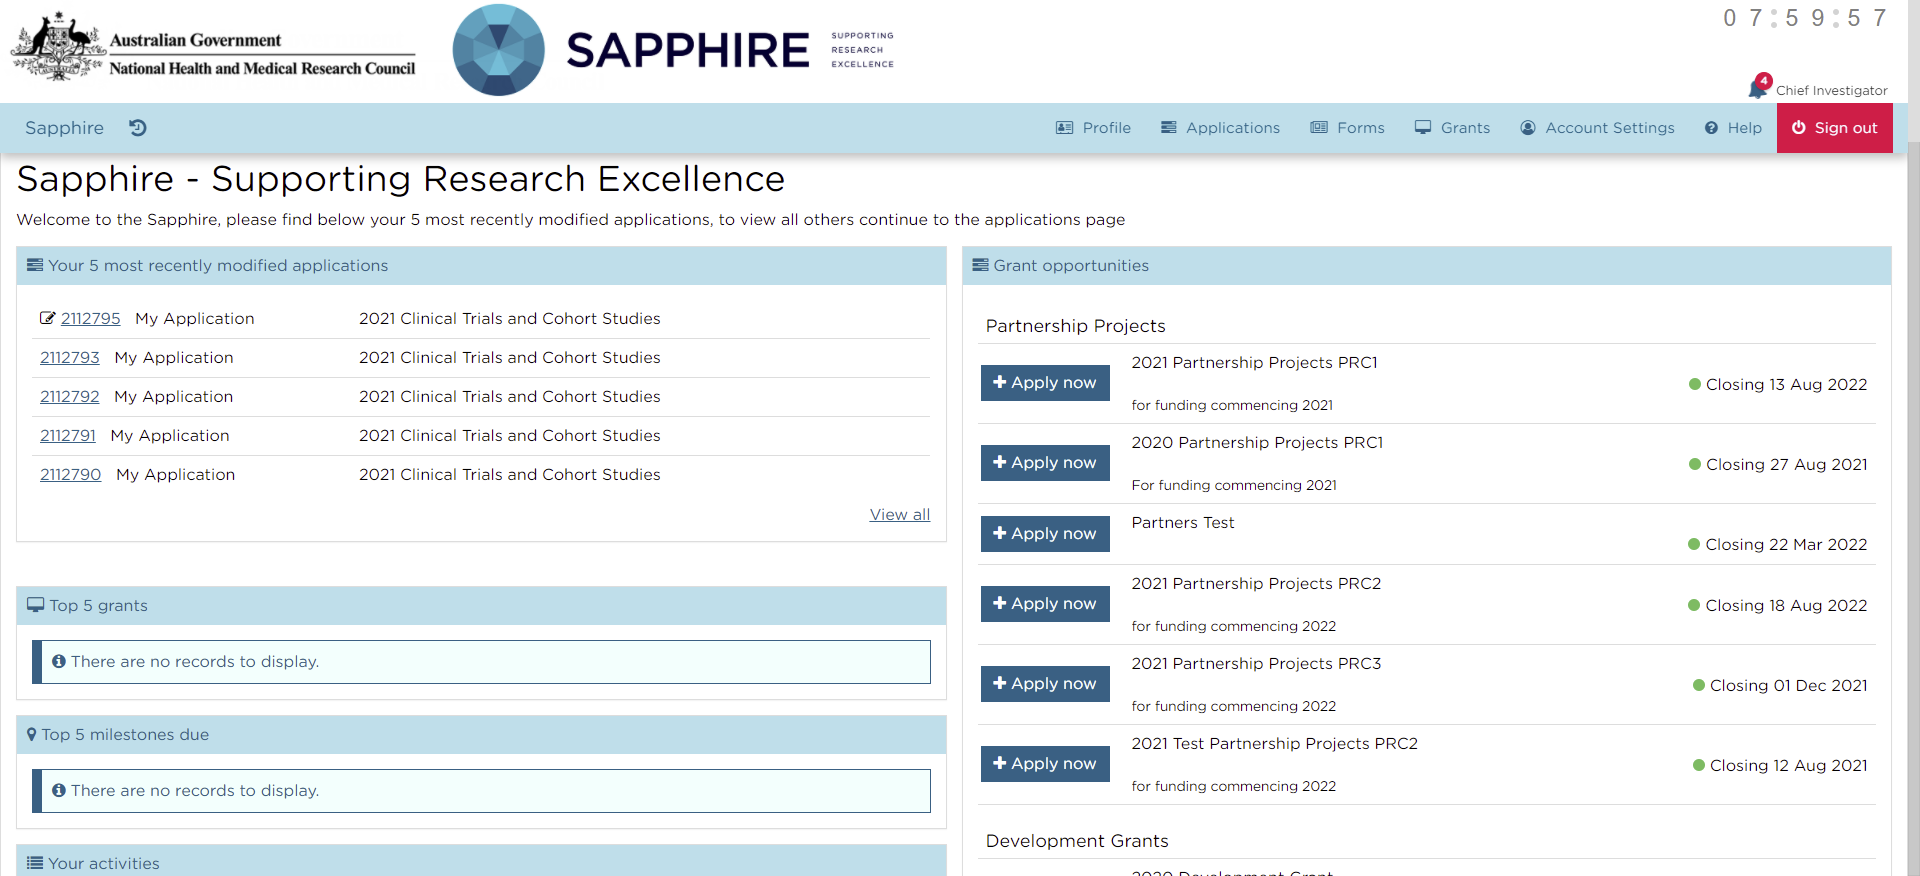 Australian Government
National Health and Medical Research Council
SAPPHIRE
SUPPORTING
RESEARCH
EXCELLENCE
07:59:57
4
Chief Investigator
Sapphire
Profile
Applications
Forms
Grants
Account Settings
Help
Sign out
Sapphire - Supporting Research Excellence
Welcome to the Sapphire, please find below your 5 most recently modified applications, to view all others continue to the applications page
Your 5 most recently modified applications
2112795 My Application 2021 Clinical Trials and Cohort Studies
2112793 My Application 2021 Clinical Trials and Cohort Studies
2112792 My Application 2021 Clinical Trials and Cohort Studies
2112791 My Application 2021 Clinical Trials and Cohort Studies
2112790 My Application 2021 Clinical Trials and Cohort Studies
View all
Top 5 grants
There are no records to display.
Top 5 milestones due
There are no records to display.
Your activities
Grant opportunities
Partnership Projects
Apply now
2021 Partnership Projects PRC1
for funding commencing 2021
Closing 13 Aug 2022
Apply now
2020 Partnership Projects PRC1
For funding commencing 2021
Closing 27 Aug 2021
Apply now
Partners Test
Closing 22 Mar 2022
Apply now
2021 Partnership Projects PRC2
for funding commencing 2022
Closing 18 Aug 2022
Apply now
2021 Partnership Projects PRC3
for funding commencing 2022
Closing 01 Dec 2021
Apply now
2021 Test Partnership Projects PRC2
for funding commencing 2022
Closing 12 Aug 2021
Development Grants
2020 Development Grant